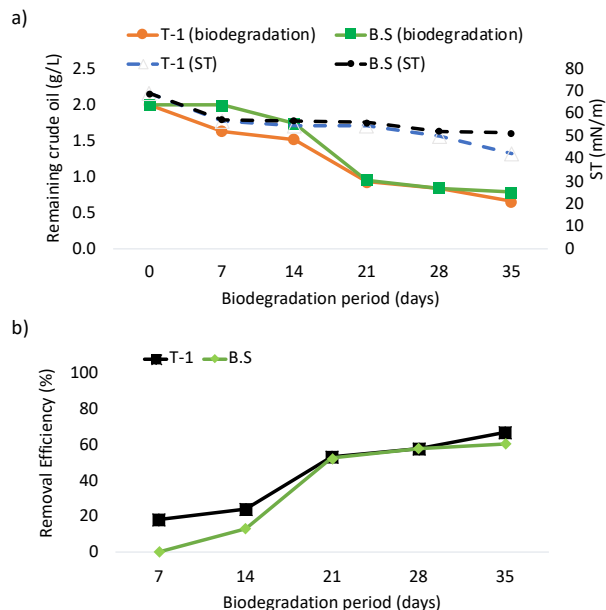 a)
T-1 (biodegradation) B.S (biodegradation)
T-1 (ST) B.S (ST)
2.5 80
2.0 70
1.5 60
1.0 50
0.5 40
0.0 30
20
10
0
Remaining crude oil (g/L)
ST (mN/m)
0 7 14 21 28 35
Biodegradation period (days)
b)
T-1 B.S
100
80
60
40
20
0
Removal Efficiency (%)
7 14 21 28 35
Biodegradation period (days)